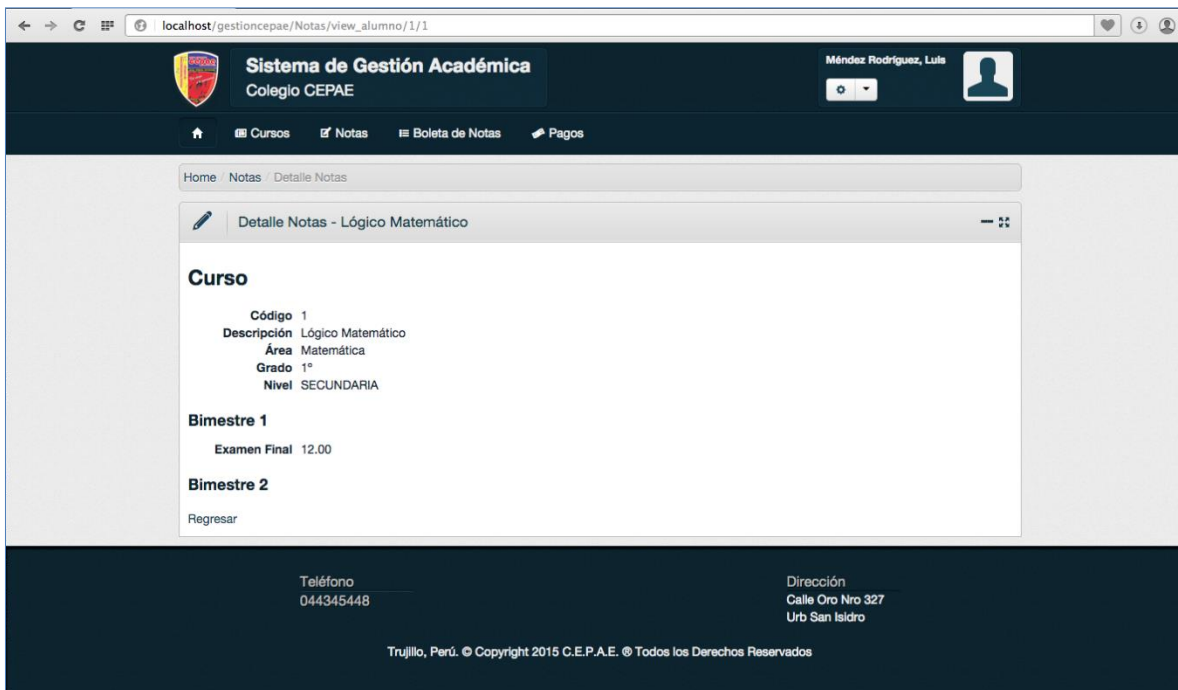 localhost/gestioncepae/Notas/view_alumno/1/1
cepae
Sistema de Gestión Académica
Colegio CEPAE
Méndez Rodríguez, Luis
Cursos Notas Boleta de Notas Pagos
Home / Notas / Detalle Notas
Detalle Notas - Lógico Matemático
Curso
Código 1
Descripción Lógico Matemático
Área Matemática
Grado 1º
Nivel SECUNDARIA
Bimestre 1
Examen Final 12.00
Bimestre 2
Regresar
Teléfono
044345448
Dirección
Calle Oro Nro 327
Urb San Isidro
Trujillo, Perú. © Copyright 2015 C.E.P.A.E. ® Todos los Derechos Reservados